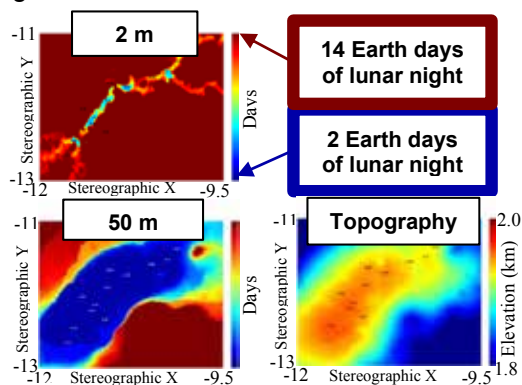 2 m
-11
Stereographic Y
-13
-12
Stereographic X
-9.5
Days
14 Earth days
of lunar night
2 Earth days
of lunar night
50 m
-11
Stereographic Y
-13
-12
Stereographic X
-9.5
Days
Topography
-11
Stereographic Y
-13
-12
Stereographic X
-9.5
2.0
Elevation (km)
1.8